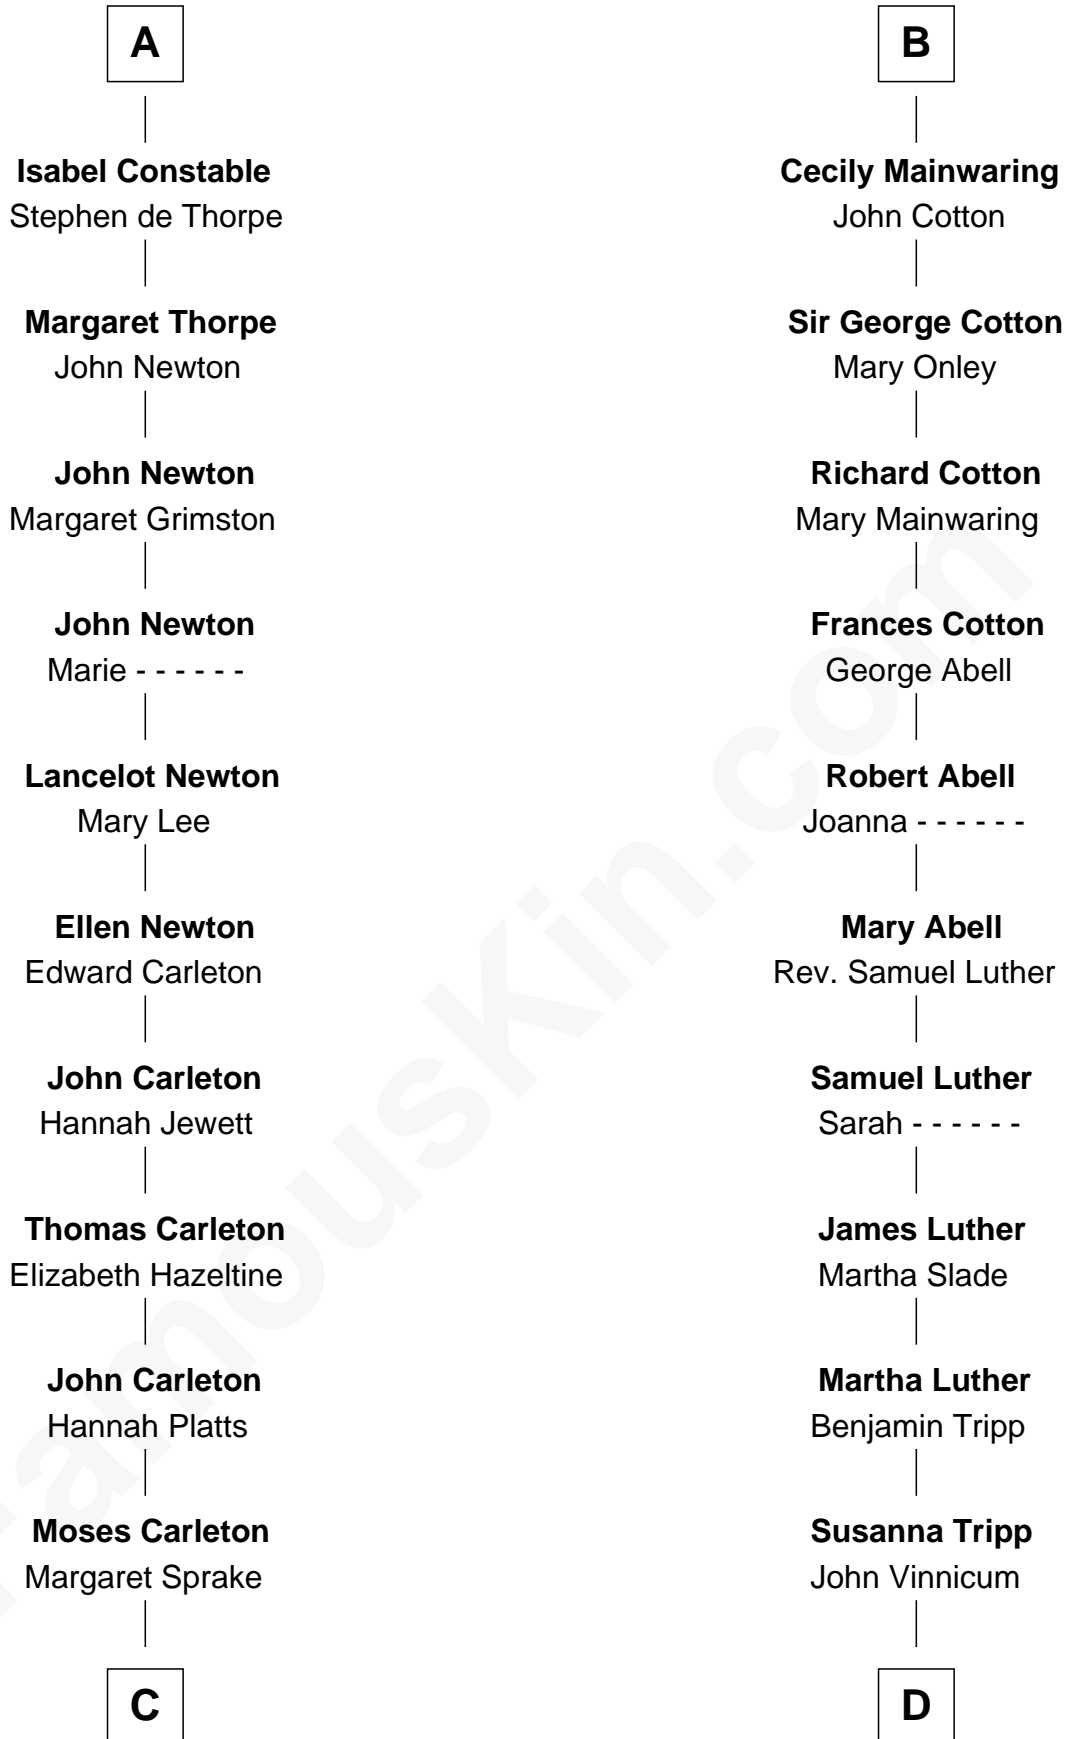 A
Isabel Constable
Stephen de Thorpe
Margaret Thorpe
John Newton
John Newton
Margaret Grimston
John Newton
Marie - - - - - -
Lancelot Newton
Mary Lee
Ellen Newton
Edward Carleton
John Carleton
Hannah Jewett
Thomas Carleton
Elizabeth Hazeltine
John Carleton
Hannah Platts
Moses Carleton
Margaret Sprake
C
B
Cecily Mainwaring
John Cotton
Sir George Cotton
Mary Onley
Richard Cotton
Mary Mainwaring
Frances Cotton
George Abell
Robert Abell
Joanna - - - - - -
Mary Abell
Rev. Samuel Luther
Samuel Luther
Sarah - - - - - -
James Luther
Martha Slade
Martha Luther
Benjamin Tripp
Susanna Tripp
John Vinnicum
D
FamousKin.com